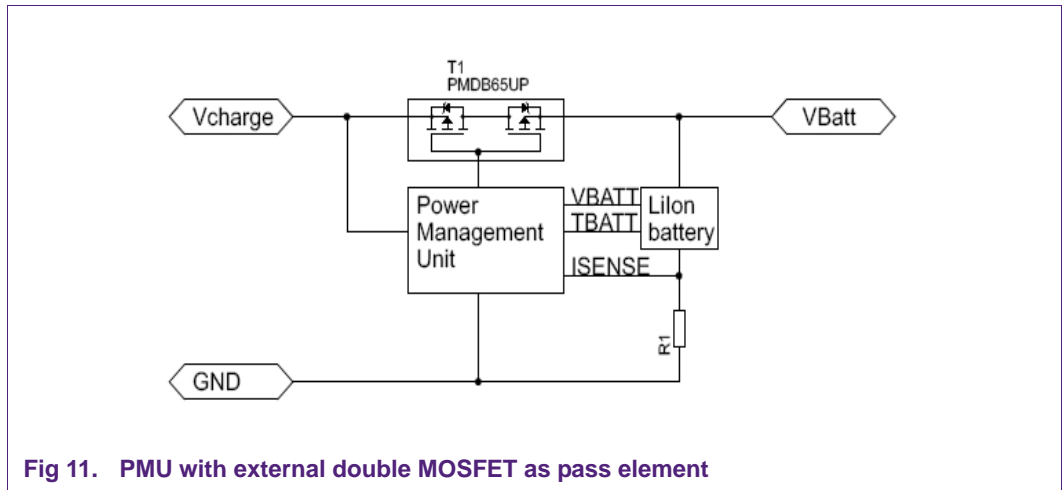 T1
PMDB65UP
Vcharge
VBatt
Power
Management
Unit
VBATT
TBATT
ISENSE
LiIon
battery
R1
GND
Fig 11. PMU with external double MOSFET as pass element